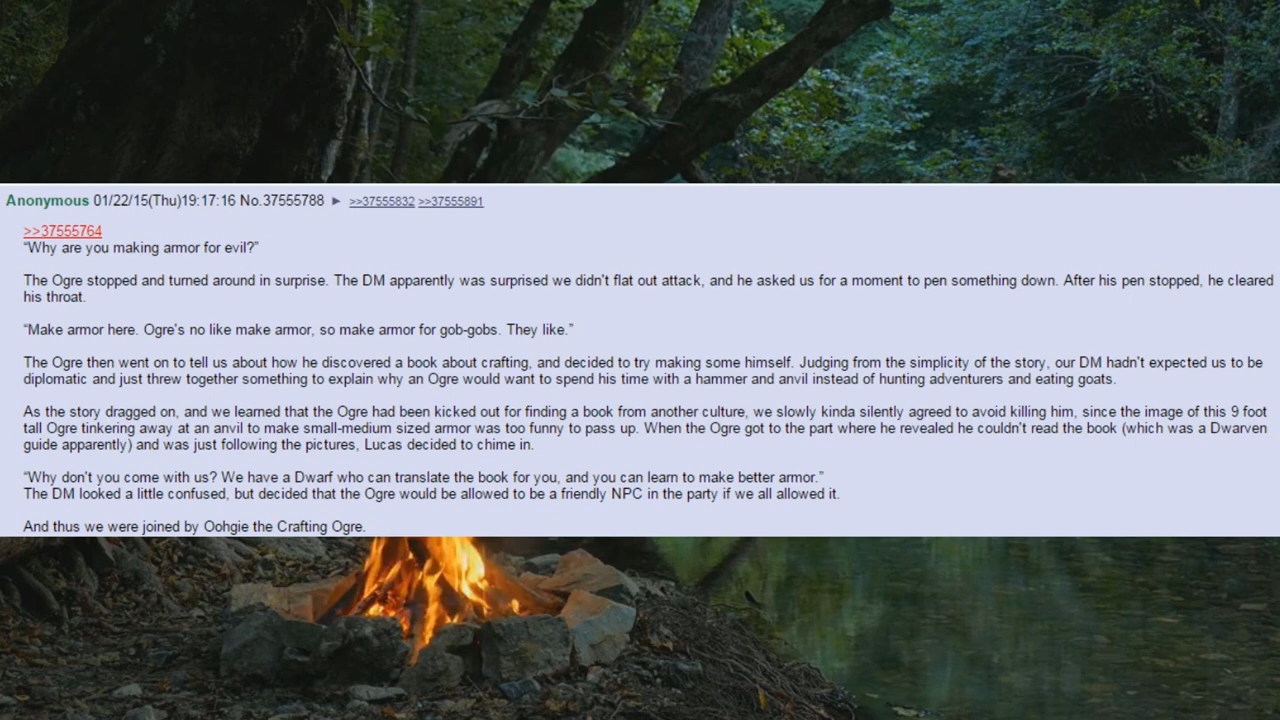 Anonymous 01/22/15(Thu)19:17:16 No.37555788 ► >>37555832 >>37555891
>>37555764
“Why are you making armor for evil?”
The Ogre stopped and turned around in surprise. The DM apparently was surprised we didn't flat out attack, and he asked us for a moment to pen something down. After his pen stopped, he cleared
his throat.
“Make armor here. Ogre's no like make armor, so make armor for gob-gobs. They like.”
The Ogre then went on to tell us about how he discovered a book about crafting, and decided to try making some himself. Judging from the simplicity of the story, our DM hadn't expected us to be
diplomatic and just threw together something to explain why an Ogre would want to spend his time with a hammer and anvil instead of hunting adventurers and eating goats.
As the story dragged on, and we learned that the Ogre had been kicked out for finding a book from another culture, we slowly kinda silently agreed to avoid killing him, since the image of this 9 foot
tall Ogre tinkering away at an anvil to make small-medium sized armor was too funny to pass up. When the Ogre got to the part where he revealed he couldn't read the book (which was a Dwarven
guide apparently) and was just following the pictures, Lucas decided to chime in.
“Why don't you come with us? We have a Dwarf who can translate the book for you, and you can learn to make better armor.”
The DM looked a little confused, but decided that the Ogre would be allowed to be a friendly NPC in the party if we all allowed it.
And thus we were joined by Oohgie the Crafting Ogre.